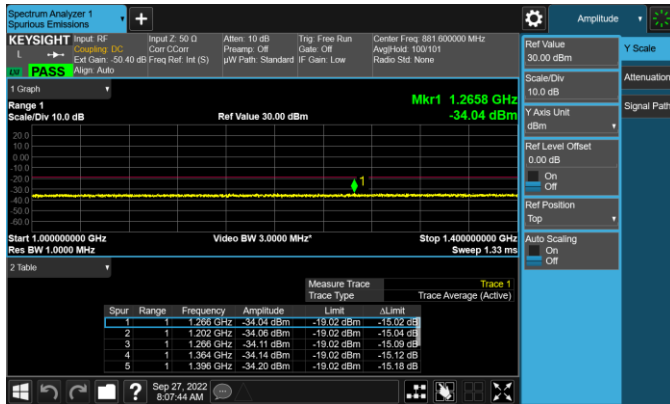 Spectrum Analyzer 1
Spurious Emissions
Amplitude
KEYSIGHT Input: RF Input Z: 50 Ω Atten: 10 dB Trig: Free Run Center Freq: 881.600000 MHz
L Coupling: DC Corr CCorr Preamp: Off Gate: Off Avg|Hold: 100/101
Ext Gain: -50.40 dB Freq Ref: Int (S) µW Path: Standard IF Gain: Low Radio Std: None
PASS Align: Auto
1 Graph
Range 1 Mkr1 1.2658 GHz
Scale/Div 10.0 dB Ref Value 30.00 dBm -34.04 dBm
20.0
10.0
0.00
-10.0
-20.0
-30.0
-40.0
-50.0
-60.0
1
Start 1.000000000 GHz Video BW 3.0000 MHz* Stop 1.400000000 GHz
Res BW 1.0000 MHz Sweep 1.33 ms
2 Table
Measure Trace Trace 1
Trace Type Trace Average (Active)
Spur Range Frequency Amplitude Limit ΔLimit
1 1 1.266 GHz -34.04 dBm -19.02 dBm -15.02 dB
2 1 1.202 GHz -34.06 dBm -19.02 dBm -15.04 dB
3 1 1.266 GHz -34.11 dBm -19.02 dBm -15.09 dB
4 1 1.364 GHz -34.14 dBm -19.02 dBm -15.12 dB
5 1 1.396 GHz -34.20 dBm -19.02 dBm -15.18 dB
Sep 27, 2022
8:07:44 AM
Ref Value
30.00 dBm
Scale/Div
10.0 dB
Y Axis Unit
dBm
Ref Level Offset
0.00 dB
On
Off
Ref Position
Top
Auto Scaling
On
Off
Y Scale
Attenuation
Signal Path